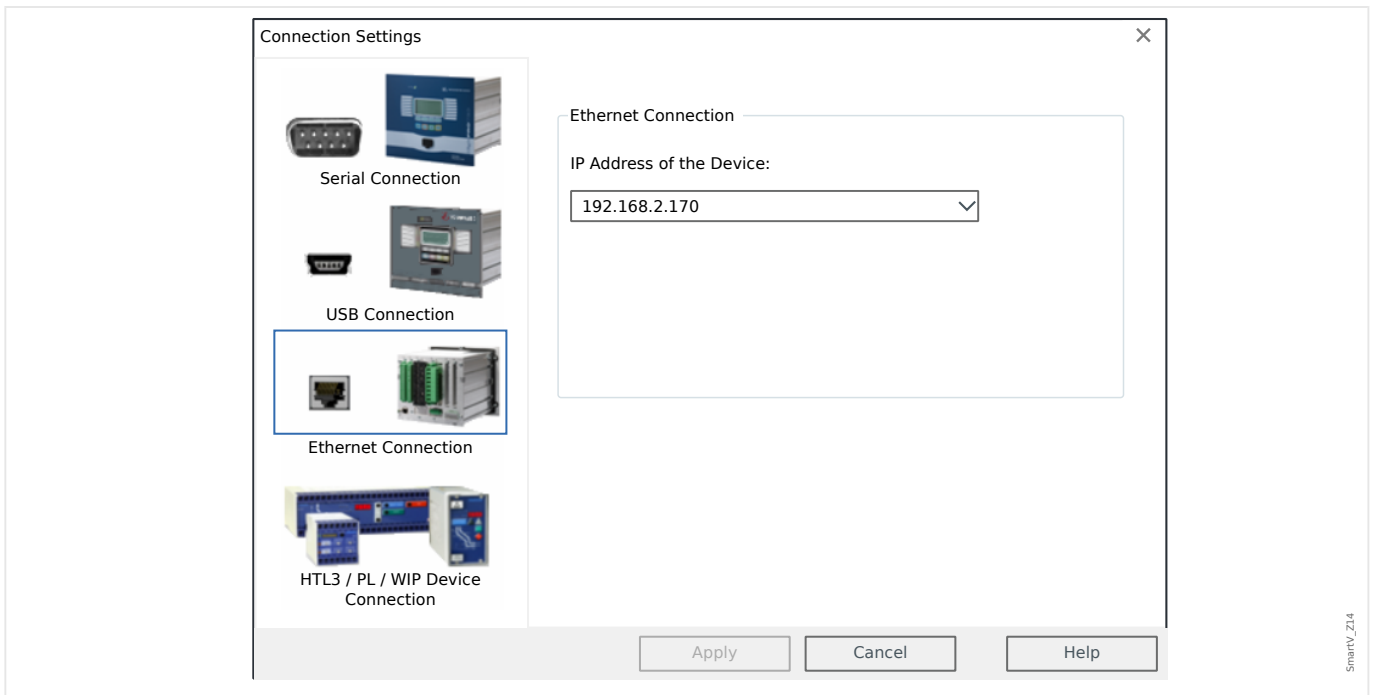 Connection Settings
Serial Connection
USB Connection
Ethernet Connection
HTL3 / PL / WIP Device
Connection
Ethernet Connection
IP Address of the Device:
192.168.2.170
Apply
Cancel
Help
SmartV_Z14